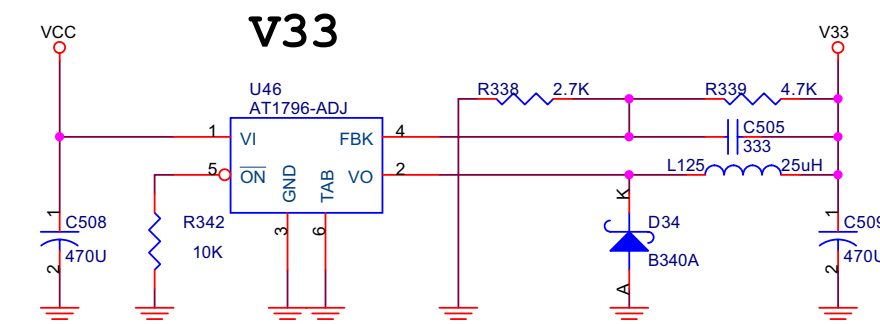 V33
VCC
V33
U46
AT1796-ADJ
R338
2.7K
R339
4.7K
1
VI
FBK
4
C505
333
5
ON
GND
TAB
VO
2
L125
25uH
K
1
C508
R342
3
6
D34
1
C509
2
470U
10K
B340A
2
470U
A